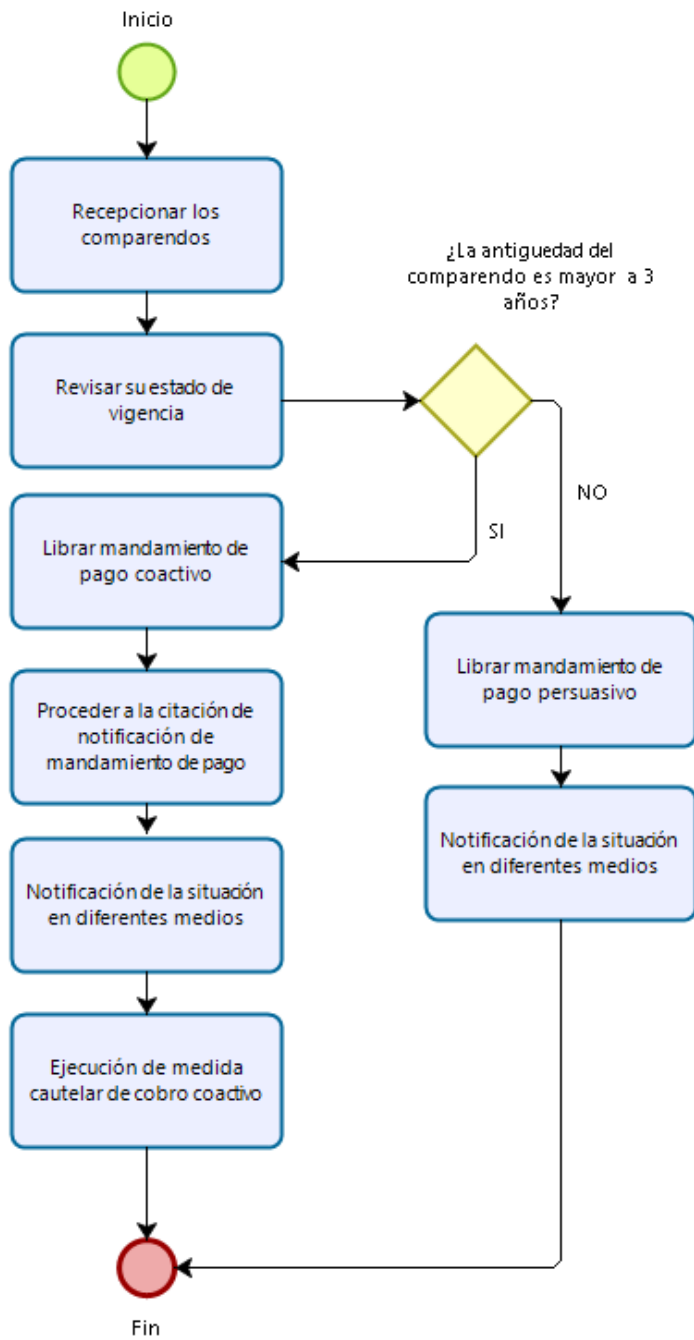 Inicio
Recepcionar los
comparendos
¿La antiguedad del
comparendo es mayor a 3
años?
Revisar su estado de
vigencia
NO
SI
Librar mandamiento de
pago coactivo
Librar mandamiento de
pago persuasivo
Proceder a la citación de
notificación de
mandamiento de pago
Notificación de la situación
en diferentes medios
Notificación de la situación
en diferentes medios
Ejecución de medida
cautelar de cobro coactivo
Fin